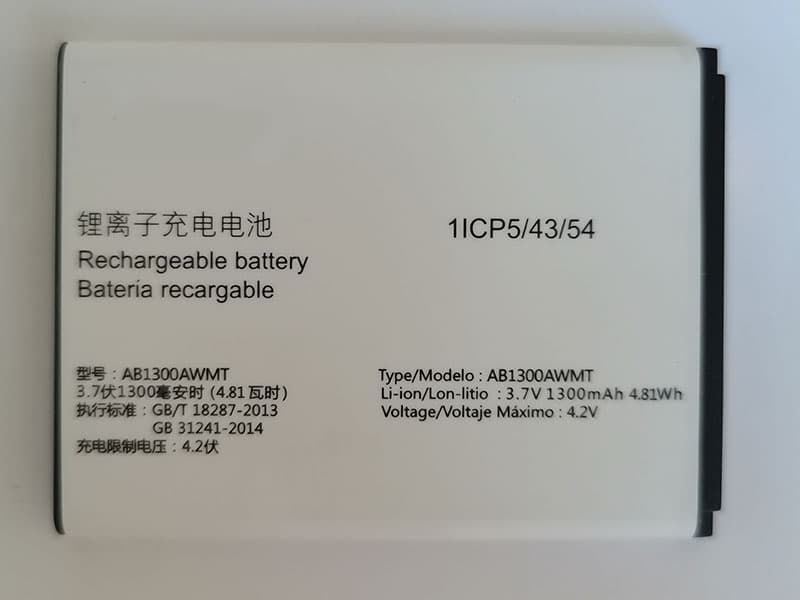 锂离子充电电池
Rechargeable battery
Batería recargable
1ICP5/43/54
型号：AB1300AWMT
3.7伏1300毫安时 (4.81瓦时)
执行标准：GB/T 18287-2013
GB 31241-2014
充电限制电压：4.2伏
Type/Modelo : AB1300AWMT
Li-ion/Lon-litio : 3.7V 1300mAh 4.81Wh
Voltage/Voltaje Máximo : 4.2V